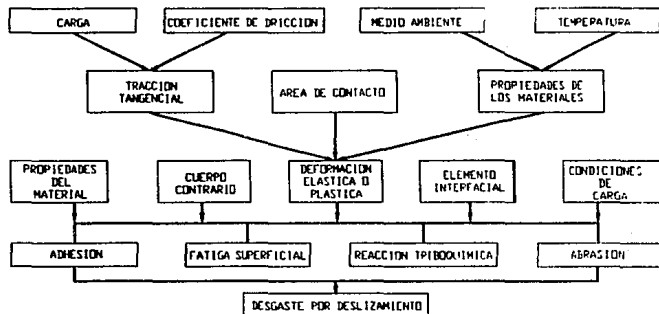 CARGA
COEFICIENTE DE DRICCION
MEDIO AMBIENTE
TEMPERATURA
TRACCION
TANGENCIAL
AREA DE CONTACTO
PROPIEDADES DE
LOS MATERIALES
PROPIEDADES
DEL
MATERIAL
CUERPO
CONTRARIO
DEFORMACION
ELASTICA O
PLASTICA
ELEMENTO
INTERFACIAL
CONDICIONES
DE
CARGA
ADHESION
FATIGA SUPERFICIAL
REACCION TRIBOQUIMICA
ABRASION
DESGASTE POR DESLIZAMIENTO